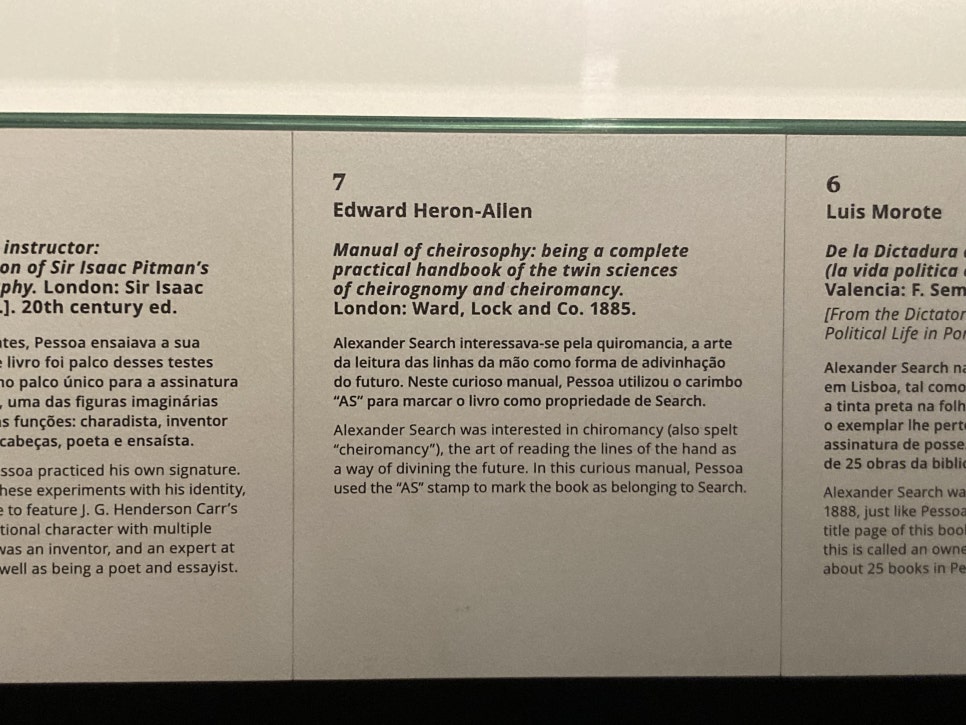 instructor:
on of Sir Isaac Pitman's
phy. London: Sir Isaac
.]. 20th century ed.
tes, Pessoa ensaiava a sua
livro foi palco desses testes
no palco único para a assinatura
, uma das figuras imaginárias
s funções: charadista, inventor
cabeças, poeta e ensaísta.
ssoa practiced his own signature.
hese experiments with his identity,
e to feature J. G. Henderson Carr's
tional character with multiple
was an inventor, and an expert at
well as being a poet and essayist.
7
Edward Heron-Allen
Manual of cheirosophy: being a complete
practical handbook of the twin sciences
of cheirognomy and cheiromancy.
London: Ward, Lock and Co. 1885.
Alexander Search interessava-se pela quiromancia, a arte
da leitura das linhas da mão como forma de adivinhação
do futuro. Neste curioso manual, Pessoa utilizou o carimbo
“AS” para marcar o livro como propriedade de Search.
Alexander Search was interested in chiromancy (also spelt
“cheiromancy”), the art of reading the lines of the hand as
a way of divining the future. In this curious manual, Pessoa
used the “AS” stamp to mark the book as belonging to Search.
6
Luis Morote
De la Dictadura
(la vida politica
Valencia: F. Sem
[From the Dictator
Political Life in Por
Alexander Search na
em Lisboa, tal como
a tinta preta na folh
o exemplar lhe perte
assinatura de posse
de 25 obras da biblio
Alexander Search wa
1888, just like Pessoa
title page of this boo
this is called an owne
about 25 books in Pe